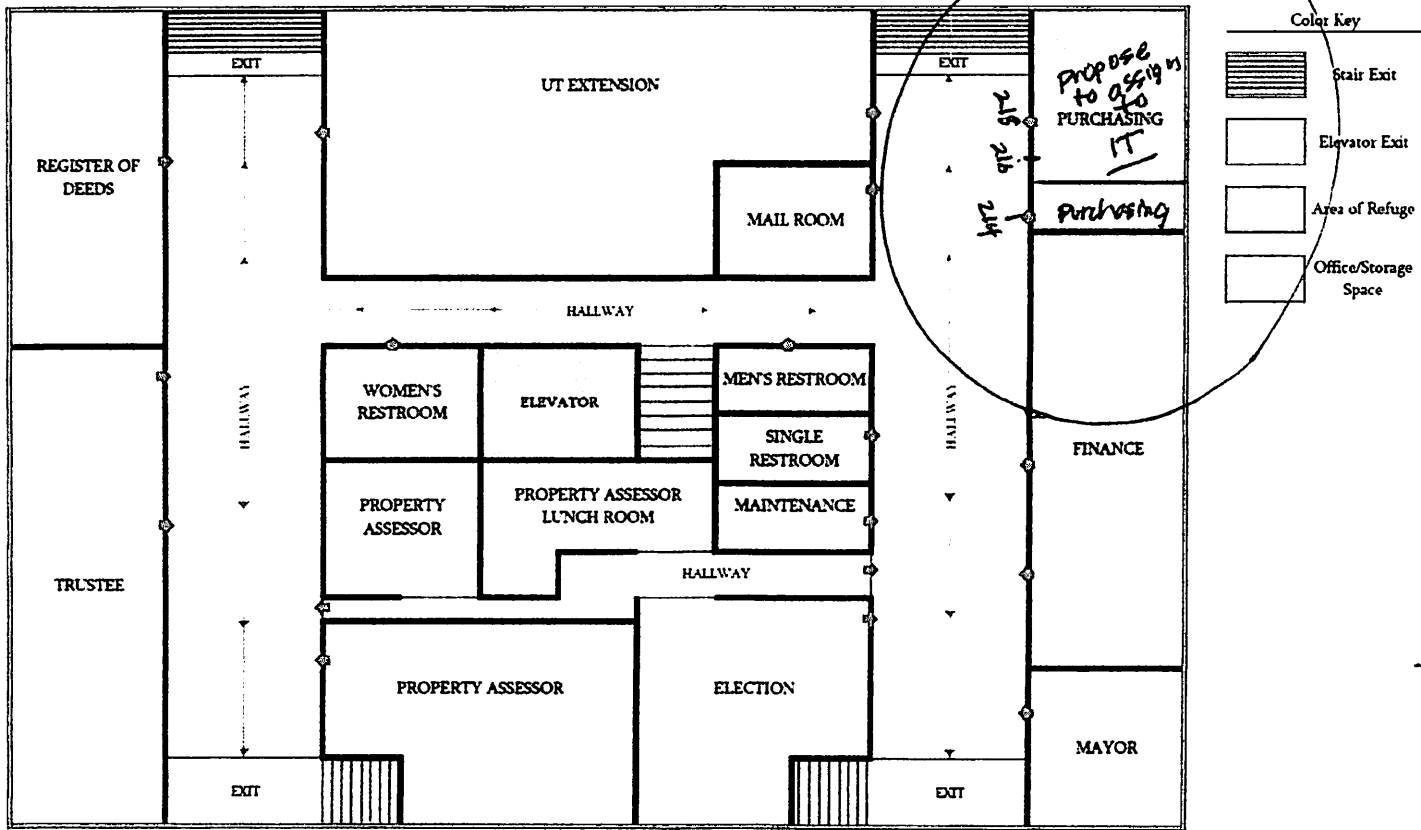 Color Key
Stair Exit
Elevator Exit
Area of Refuge
Office/Storage
Space
EXIT
UT EXTENSION
EXIT
propose
to assign
to
PURCHASING
IT
218
216
214
purchasing
REGISTER OF
DEEDS
MAIL ROOM
HALLWAY
WOMEN'S
RESTROOM
ELEVATOR
MEN'S RESTROOM
SINGLE
RESTROOM
HALLWAY
HALLWAY
FINANCE
PROPERTY
ASSESSOR
PROPERTY ASSESSOR
LUNCH ROOM
MAINTENANCE
HALLWAY
TRUSTEE
PROPERTY ASSESSOR
ELECTION
MAYOR
EXIT
EXIT